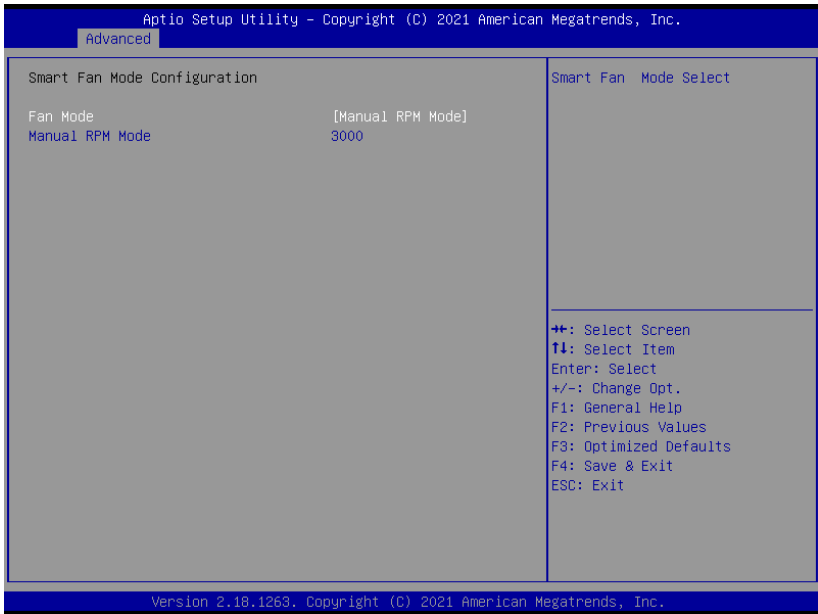 Aptio Setup Utility – Copyright (C) 2021 American Megatrends, Inc.
Advanced
Smart Fan Mode Configuration
Fan Mode [Manual RPM Mode]
Manual RPM Mode 3000
Smart Fan Mode Select
→←: Select Screen
↑↓: Select Item
Enter: Select
+/-: Change Opt.
F1: General Help
F2: Previous Values
F3: Optimized Defaults
F4: Save & Exit
ESC: Exit
Version 2.18.1263. Copyright (C) 2021 American Megatrends, Inc.